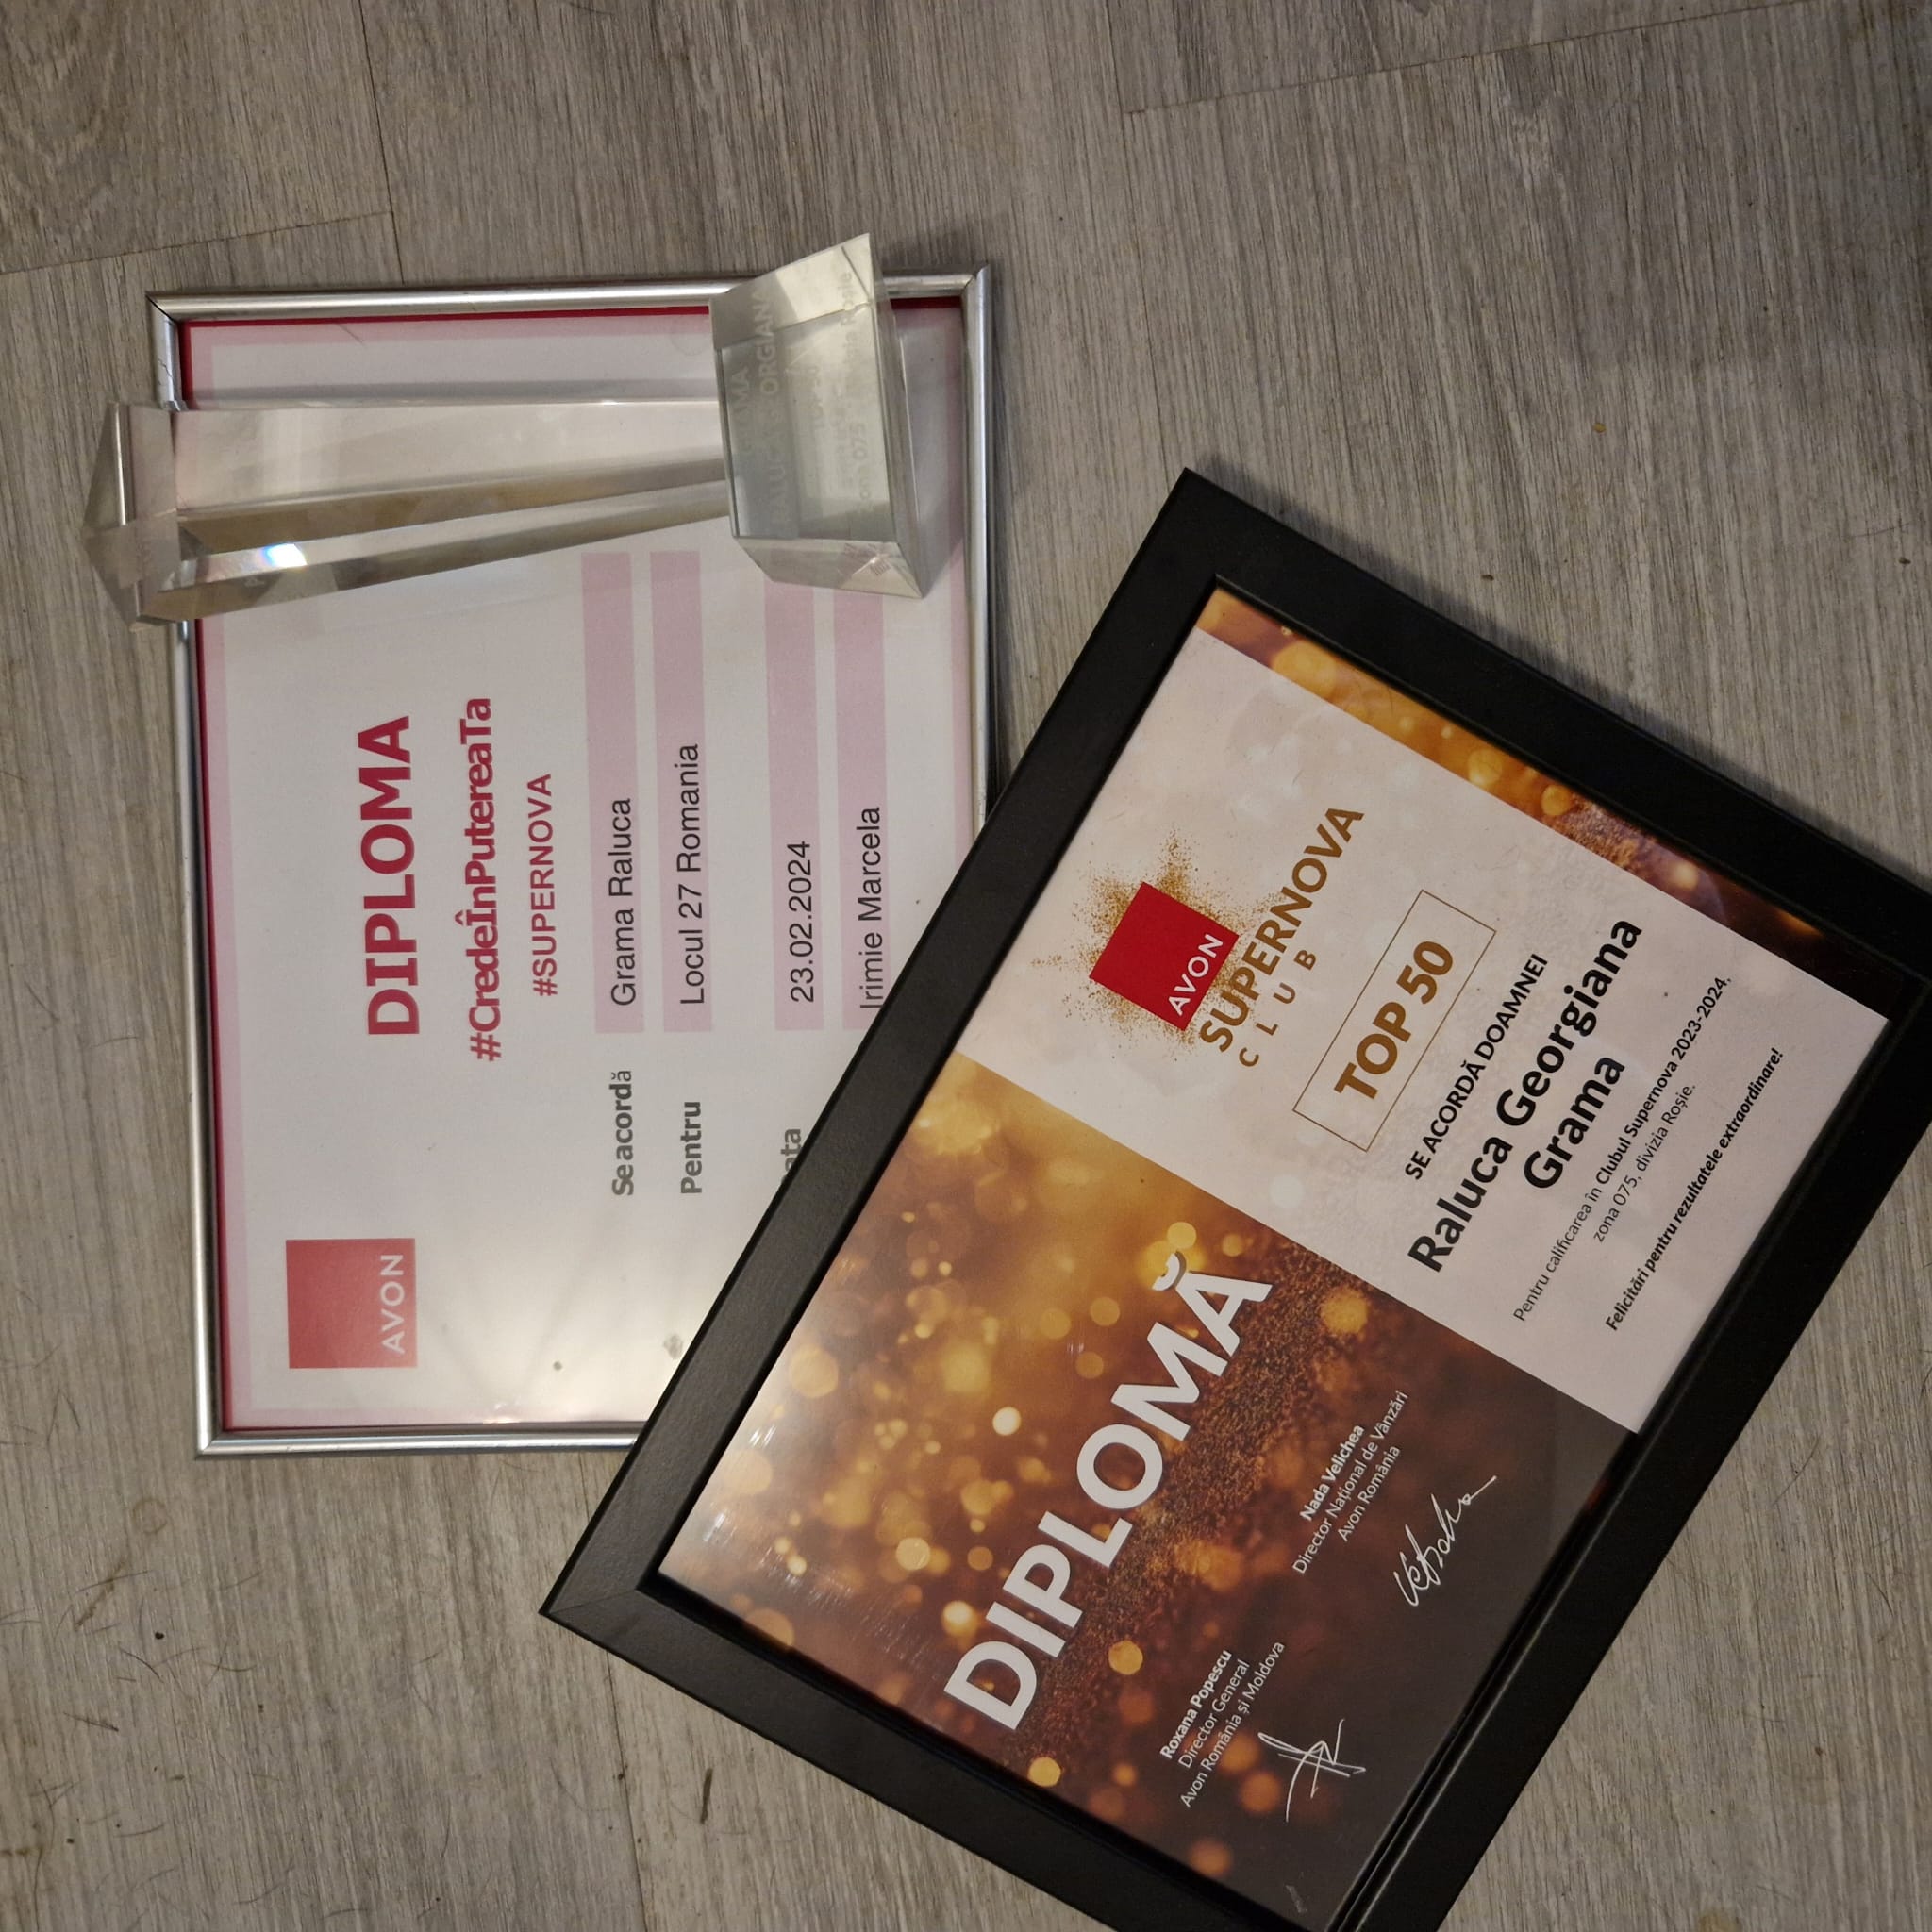 AVON
DIPLOMA
#CredeÎnPutereaTa
#SUPERNOVA
Se acordă Grama Raluca
Pentru Locul 27 Romania
23.02.2024
Irimie Marcela
GRAMA
RALUCA GEORGIANA
TOP 50
zona 075 Roșie
DIPLOMĂ
Roxana Popescu
Director General
Avon România și Moldova
Nada Velichea
Director Național de Vânzări
Avon România
AVON
SUPERNOVA
CLUB
TOP 50
SE ACORDĂ DOAMNEI
Raluca Georgiana
Grama
Pentru calificarea în Clubul Supernova 2023-2024,
zona 075, divizia Roșie.
Felicitări pentru rezultatele extraordinare!